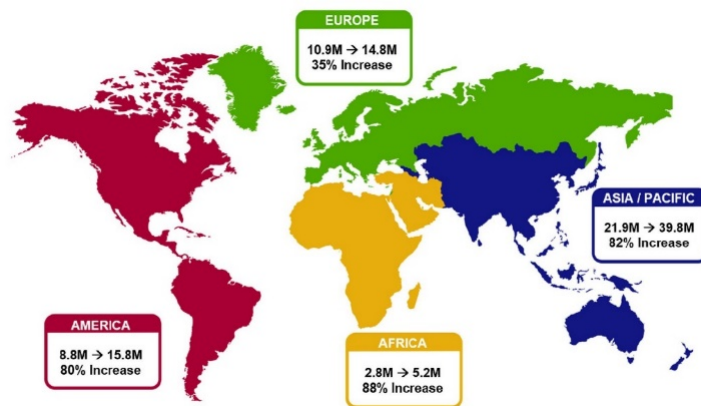 EUROPE
10.9M → 14.8M
35% Increase
ASIA / PACIFIC
21.9M → 39.8M
82% Increase
AMERICA
8.8M → 15.8M
80% Increase
AFRICA
2.8M → 5.2M
88% Increase